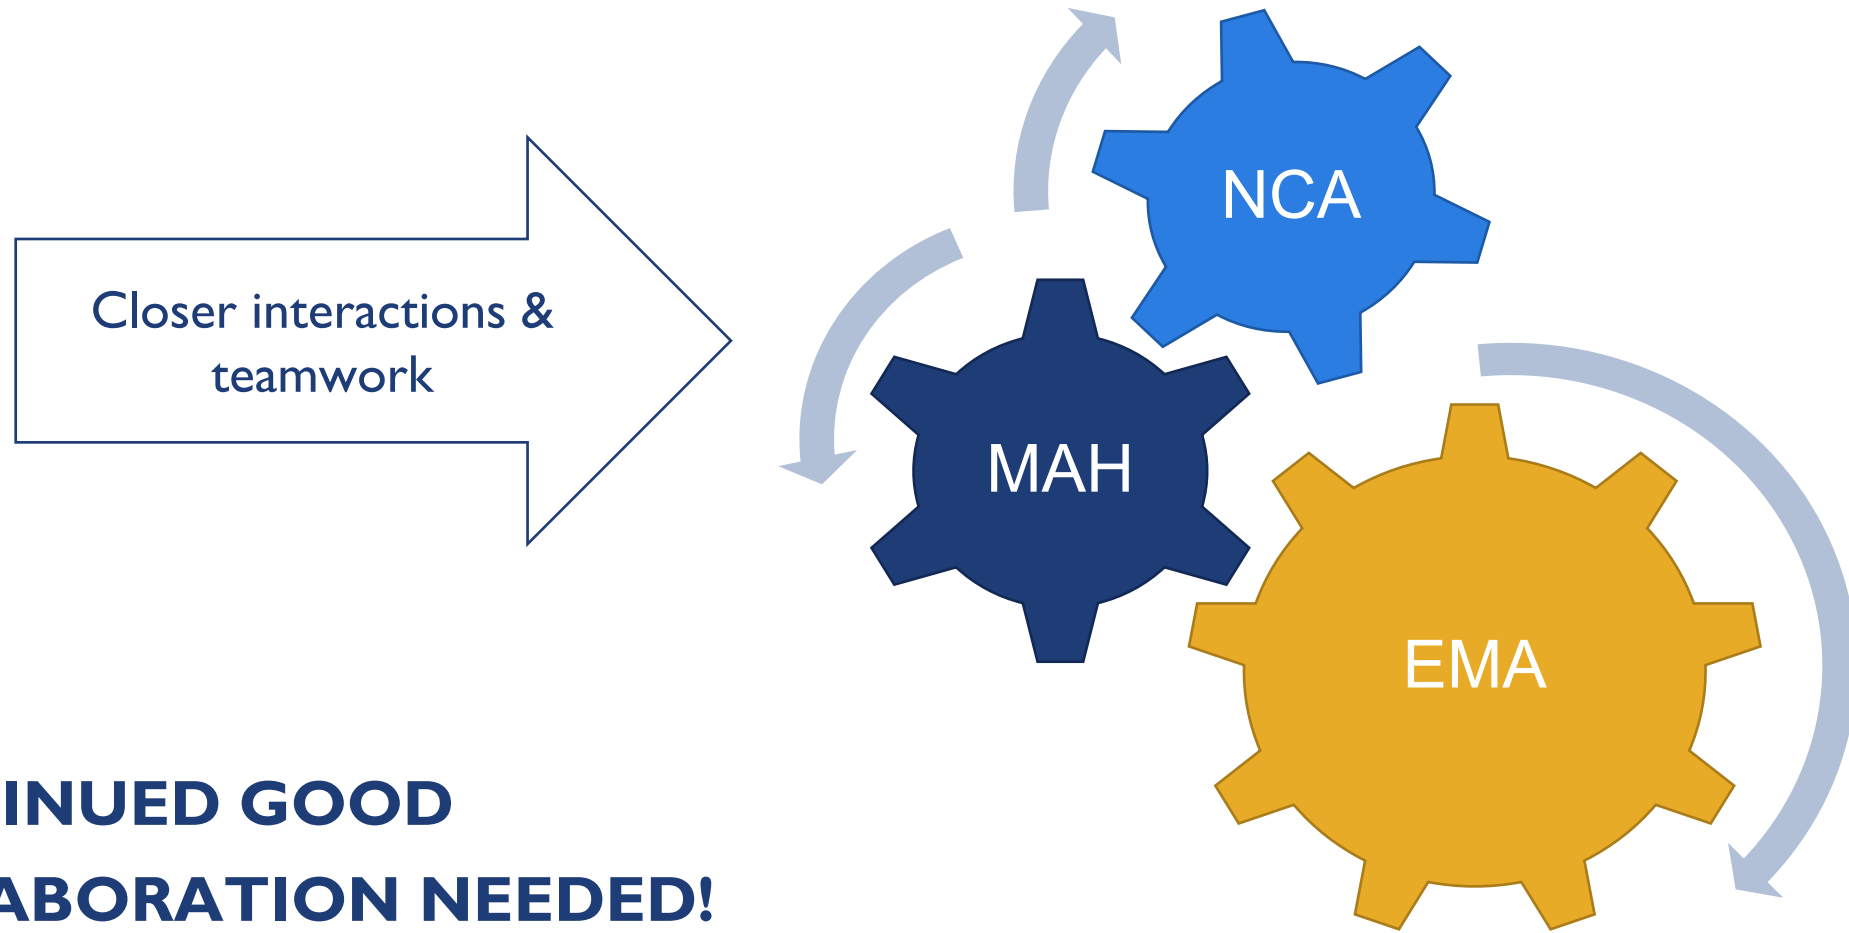 Closer interactions &
teamwork
NCA
MAH
EMA
INUED GOOD
ABORATION NEEDED!